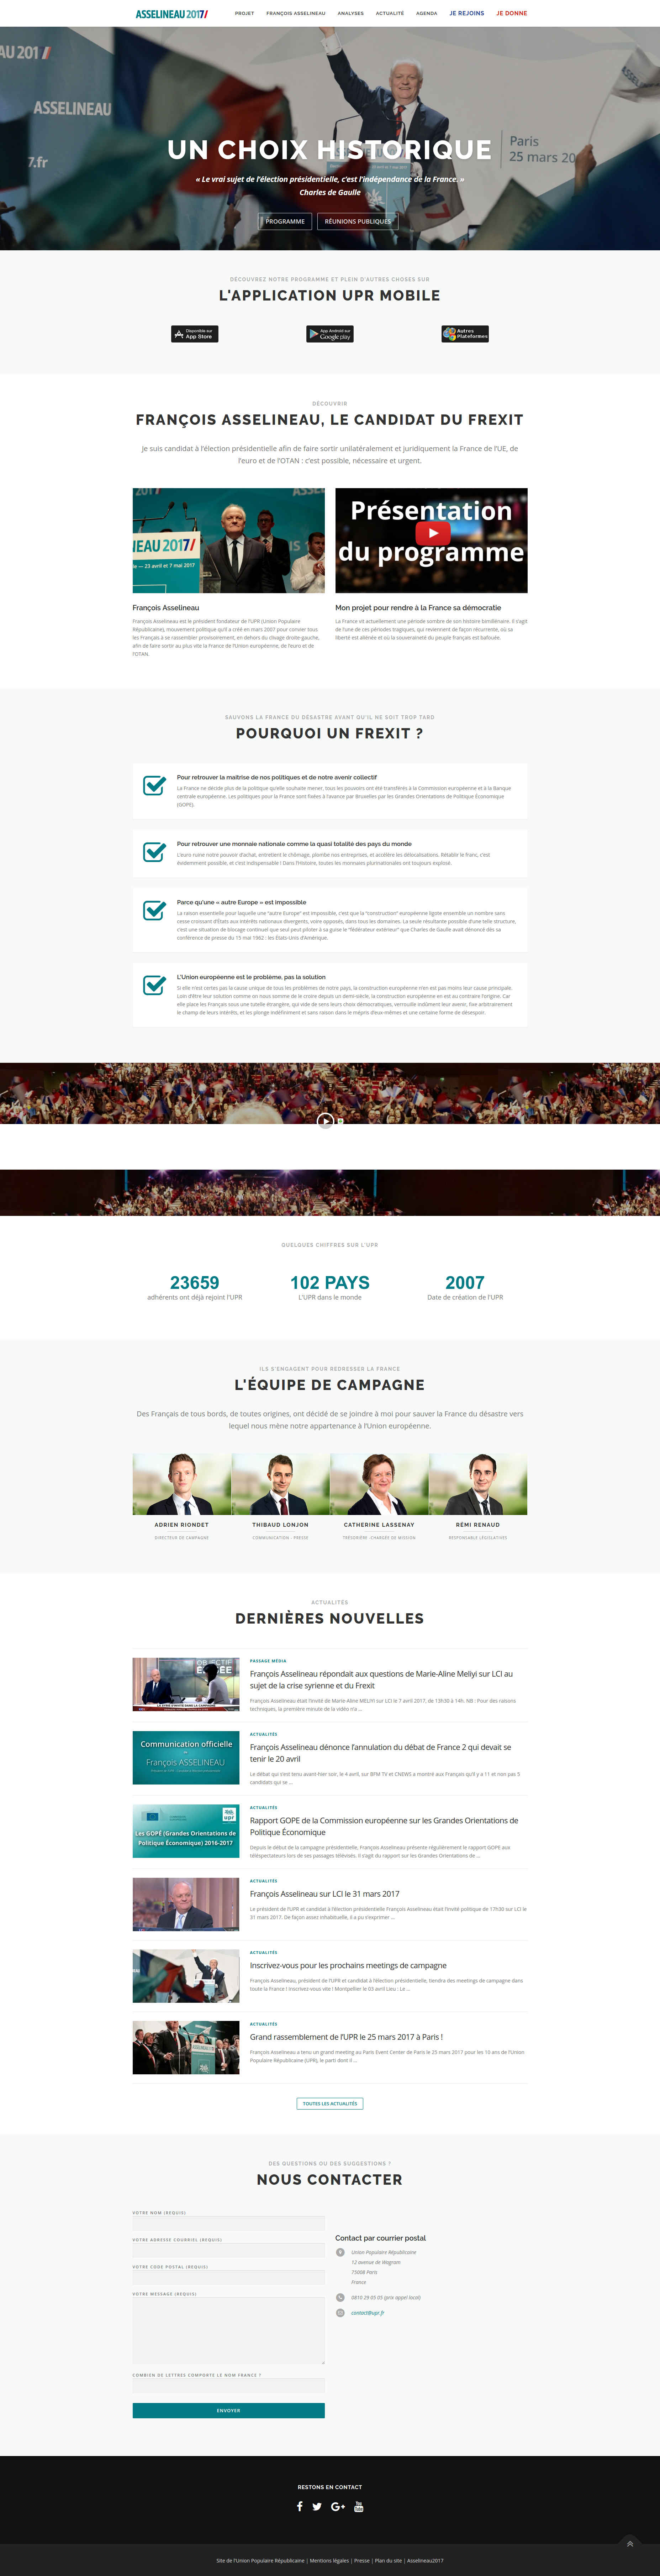 ASSELINEAU 2017
PROJET
FRANÇOIS ASSELINEAU
ANALYSES
ACTUALITÉ
AGENDA
JE REJOINS
JE DONNE
AU 2017
ASSELINEAU
7.fr
Paris
25 mars 20
UN CHOIX HISTORIQUE
« Le vrai sujet de l'élection présidentielle, c'est l'indépendance de la France. »
Charles de Gaulle
PROGRAMME
RÉUNIONS PUBLIQUES
DÉCOUVREZ NOTRE PROGRAMME ET PLEIN D'AUTRES CHOSES SUR
L'APPLICATION UPR MOBILE
Disponible sur
App Store
App Android sur
Google play
Autres
Plateformes
DÉCOUVRIR
FRANÇOIS ASSELINEAU, LE CANDIDAT DU FREXIT
Je suis candidat à l'élection présidentielle afin de faire sortir unilatéralement et juridiquement la France de l'UE, de
l'euro et de l'OTAN : c'est possible, nécessaire et urgent.
NEAU 2017
— 23 avril et 7 mai 2017
Présentation
du programme
François Asselineau
François Asselineau est le président fondateur de l'UPR (Union Populaire
Républicaine), mouvement politique qu'il a créé en mars 2007 pour convier tous
les Français à se rassembler provisoirement, en dehors du clivage droite-gauche,
afin de faire sortir au plus vite la France de l'Union européenne, de l'euro et de
l'OTAN.
Mon projet pour rendre à la France sa démocratie
La France vit actuellement une période sombre de son histoire bimillénaire. Il s'agit
de l'une de ces périodes tragiques, qui reviennent de façon récurrente, où sa
liberté est aliénée et où la souveraineté du peuple français est bafouée.
SAUVONS LA FRANCE DU DÉSASTRE AVANT QU'IL NE SOIT TROP TARD
POURQUOI UN FREXIT ?
Pour retrouver la maîtrise de nos politiques et de notre avenir collectif
La France ne décide plus de la politique qu'elle souhaite mener, tous les pouvoirs ont été transférés à la Commission européenne et à la Banque
centrale européenne. Les politiques pour la France sont fixées à l'avance par Bruxelles par les Grandes Orientations de Politique Économique
(GOPÉ).
Pour retrouver une monnaie nationale comme la quasi totalité des pays du monde
L'euro ruine notre pouvoir d'achat, entretient le chômage, plombe nos entreprises, et accélère les délocalisations. Rétablir le franc, c'est
évidemment possible, et c'est indispensable ! Dans l'Histoire, toutes les monnaies plurinationales ont toujours explosé.
Parce qu'une « autre Europe » est impossible
La raison essentielle pour laquelle une "autre Europe" est impossible, c'est que la "construction" européenne ligote ensemble un nombre sans
cesse croissant d'États aux intérêts nationaux divergents, voire opposés, dans tous les domaines. La seule résultante possible d'une telle structure,
c'est une situation de blocage continuel que seul peut piloter à sa guise le "fédérateur extérieur" que Charles de Gaulle avait dénoncé dès sa
conférence de presse du 15 mai 1962 : les États-Unis d'Amérique.
L'Union européenne est le problème, pas la solution
Si elle n'est certes pas la cause unique de tous les problèmes de notre pays, la construction européenne n'en est pas moins leur cause principale.
Loin d'être leur solution comme on nous somme de le croire depuis un demi-siècle, la construction européenne en est au contraire l'origine. Car
elle place les Français sous une tutelle étrangère, qui vide de sens leurs choix démocratiques, verrouille indûment leur avenir, fixe arbitrairement
le champ de leurs intérêts, et les plonge indéfiniment et sans raison dans le mépris d'eux-mêmes et une certaine forme de désespoir.
QUELQUES CHIFFRES SUR L'UPR
23659
adhérents ont déjà rejoint l'UPR
102 PAYS
L'UPR dans le monde
2007
Date de création de l'UPR
ILS S'ENGAGENT POUR REDRESSER LA FRANCE
L'ÉQUIPE DE CAMPAGNE
Des Français de tous bords, de toutes origines, ont décidé de se joindre à moi pour sauver la France du désastre vers
lequel nous mène notre appartenance à l'Union européenne.
ADRIEN RIONDET
DIRECTEUR DE CAMPAGNE
THIBAUD LONJON
COMMUNICATION - PRESSE
CATHERINE LASSENAY
TRÉSORIÈRE - CHARGÉE DE MISSION
RÉMI RENAUD
RESPONSABLE LÉGISLATIVES
ACTUALITÉS
DERNIÈRES NOUVELLES
PASSAGE MÉDIA
François Asselineau répondait aux questions de Marie-Aline Meliyi sur LCI au
sujet de la crise syrienne et du Frexit
François Asselineau était l'invité de Marie-Aline MELIYI sur LCI le 7 avril 2017, de 13h30 à 14h. NB : Pour des raisons
techniques, la première minute de la vidéo n'a ...
Communication officielle
François ASSELINEAU
ACTUALITÉS
François Asselineau dénonce l'annulation du débat de France 2 qui devait se
tenir le 20 avril
Le débat qui s'est tenu avant-hier soir, le 4 avril, sur BFM TV et CNEWS a montré aux Français qu'il y a 11 et non pas 5
candidats qui se ...
upr
Les GOPÉ (Grandes Orientations de
Politique Économique) 2016-2017
ACTUALITÉS
Rapport GOPE de la Commission européenne sur les Grandes Orientations de
Politique Économique
Depuis le début de la campagne présidentielle, François Asselineau présente régulièrement le rapport GOPE aux
téléspectateurs lors de ses passages télévisés. Il s'agit du rapport sur les Grandes Orientations de ...
ACTUALITÉS
François Asselineau sur LCI le 31 mars 2017
Le président de l'UPR et candidat à l'élection présidentielle François Asselineau était l'invité politique de 17h30 sur LCI le
31 mars 2017. De façon assez inhabituelle, il a pu s'exprimer ...
ACTUALITÉS
Inscrivez-vous pour les prochains meetings de campagne
François Asselineau, président de l'UPR et candidat à l'élection présidentielle, tiendra des meetings de campagne dans
toute la France ! Inscrivez-vous vite ! Montpellier le 03 avril Lieu : Le ...
ACTUALITÉS
Grand rassemblement de l'UPR le 25 mars 2017 à Paris !
François Asselineau a tenu un grand meeting au Paris Event Center de Paris le 25 mars 2017 pour les 10 ans de l'Union
Populaire Républicaine (UPR), le parti dont il ...
TOUTES LES ACTUALITÉS
DES QUESTIONS OU DES SUGGESTIONS ?
NOUS CONTACTER
VOTRE NOM (REQUIS)
VOTRE ADRESSE COURRIEL (REQUIS)
VOTRE CODE POSTAL (REQUIS)
VOTRE MESSAGE (REQUIS)
COMBIEN DE LETTRES COMPORTE LE NOM FRANCE ?
ENVOYER
Contact par courrier postal
Union Populaire Républicaine
12 avenue de Wagram
75008 Paris
France
0810 29 05 05 (prix appel local)
contact@upr.fr
RESTONS EN CONTACT
Site de l'Union Populaire Républicaine | Mentions légales | Presse | Plan du site | Asselineau2017